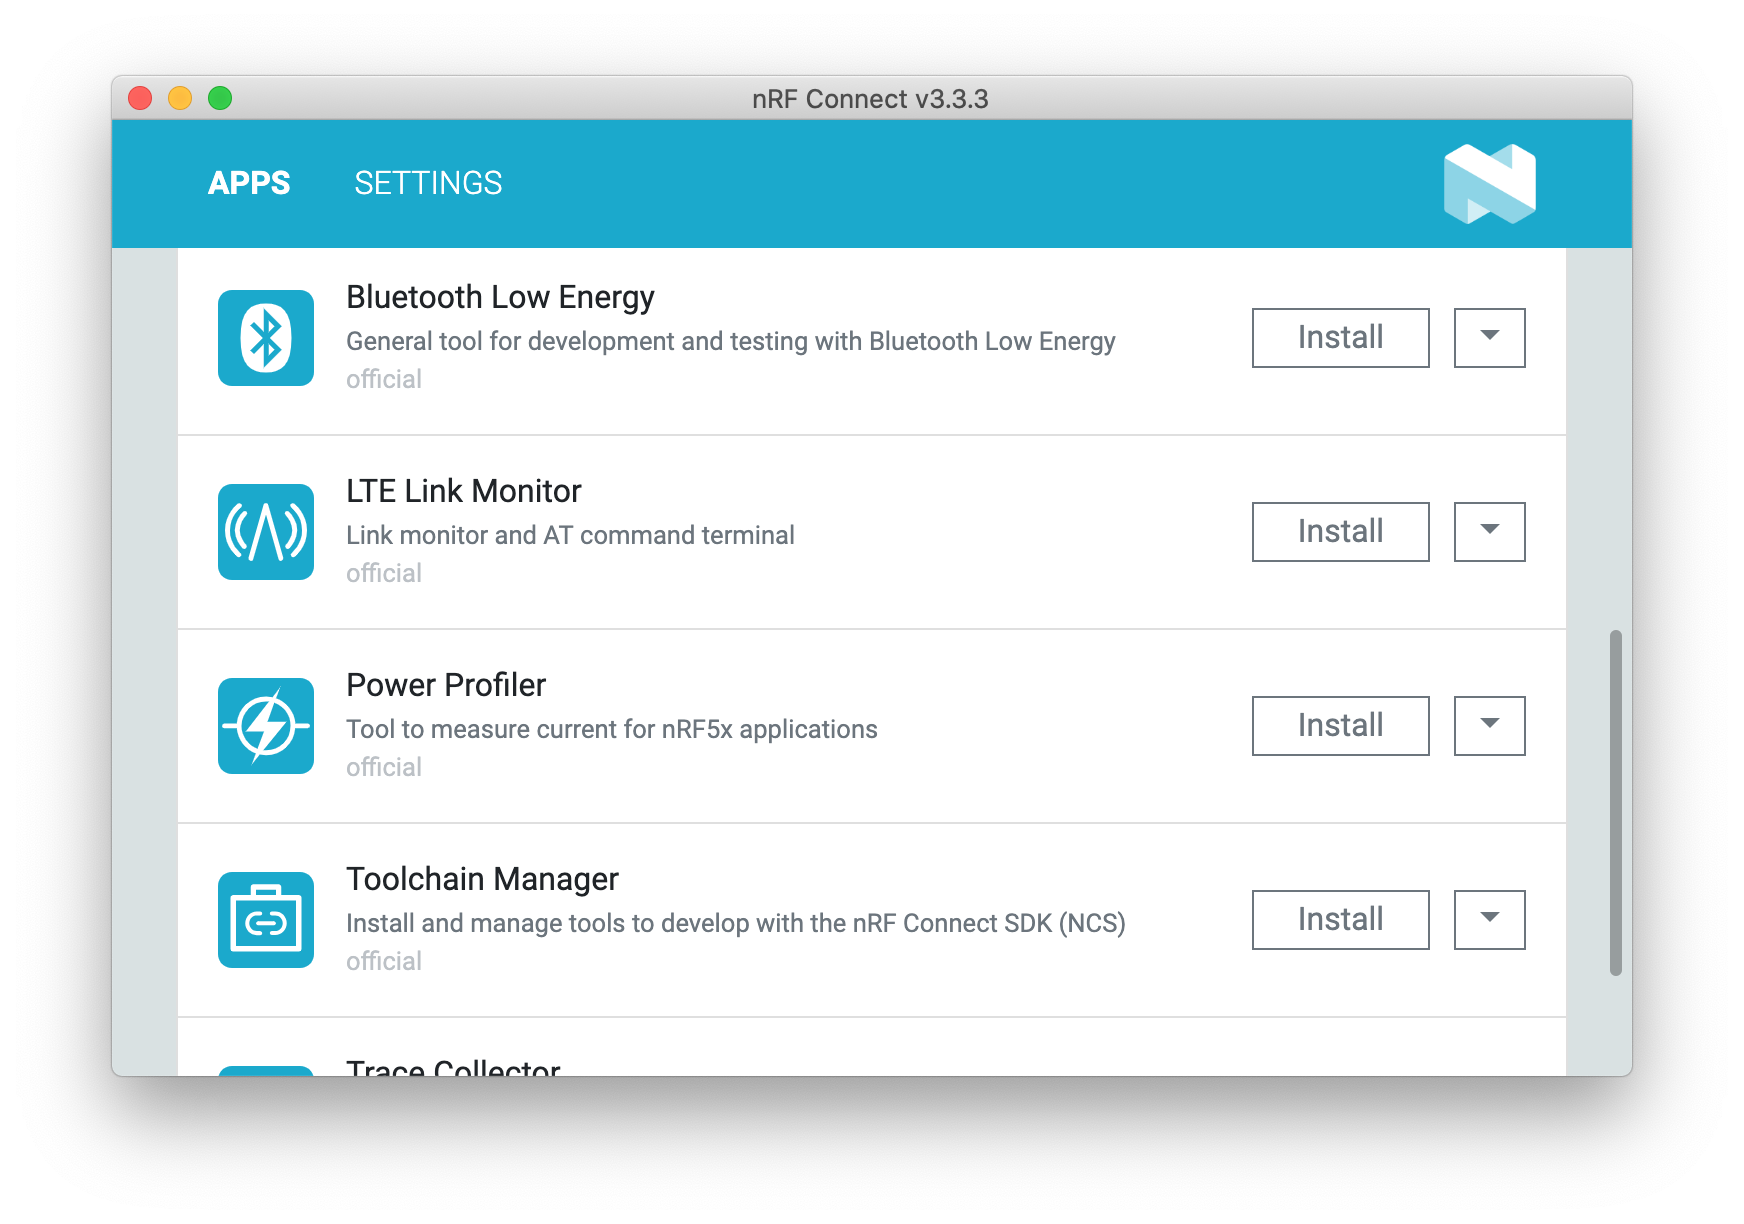 nRF Connect v3.3.3
APPS
SETTINGS
Bluetooth Low Energy
General tool for development and testing with Bluetooth Low Energy
official
Install
LTE Link Monitor
Link monitor and AT command terminal
official
Install
Power Profiler
Tool to measure current for nRF5x applications
official
Install
Toolchain Manager
Install and manage tools to develop with the nRF Connect SDK (NCS)
official
Install
Trace Collector